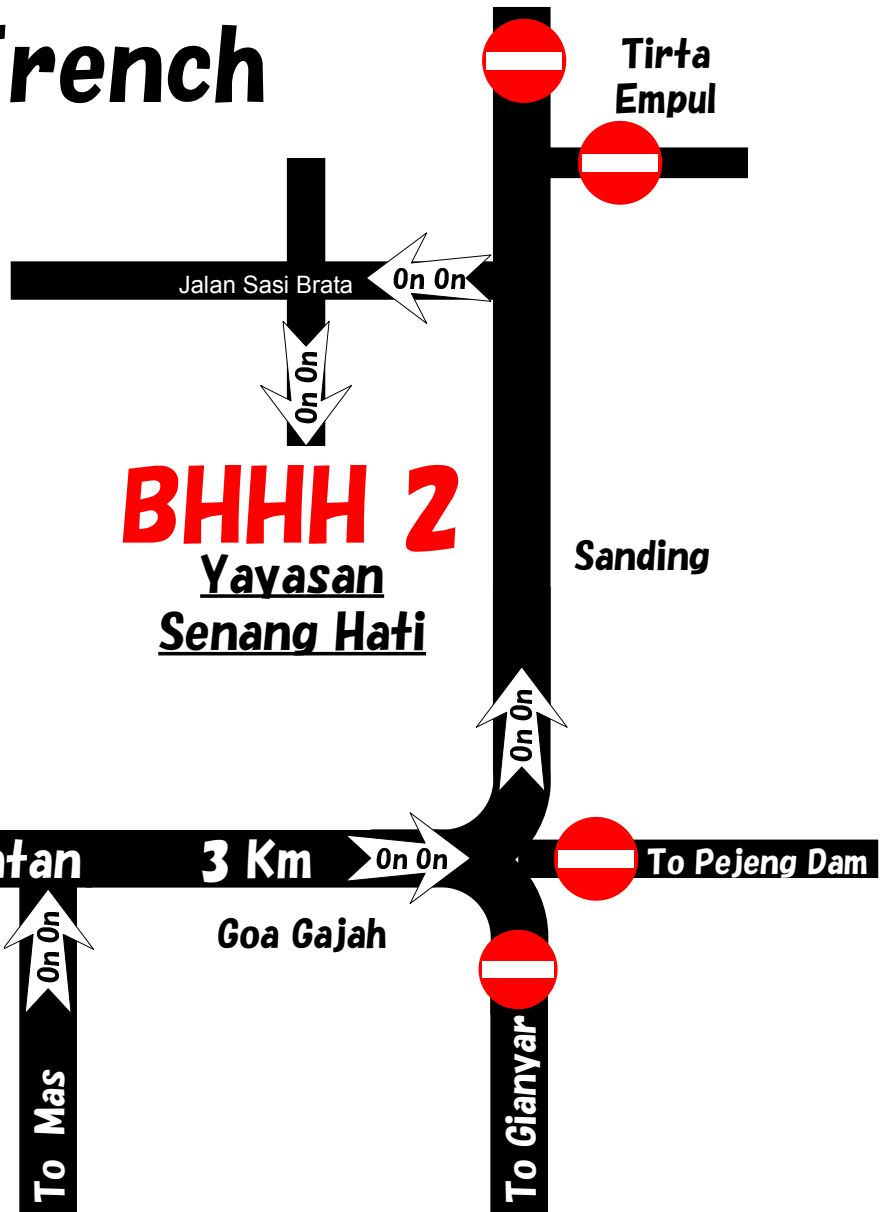 Tirta
Empul
Jalan Sasi Brata
On On
On On
BHHH 2
Yayasan
Senang Hati
Sanding
On On
3 Km
On On
To Pejeng Dam
Goa Gajah
On On
To Mas
To Gianyar